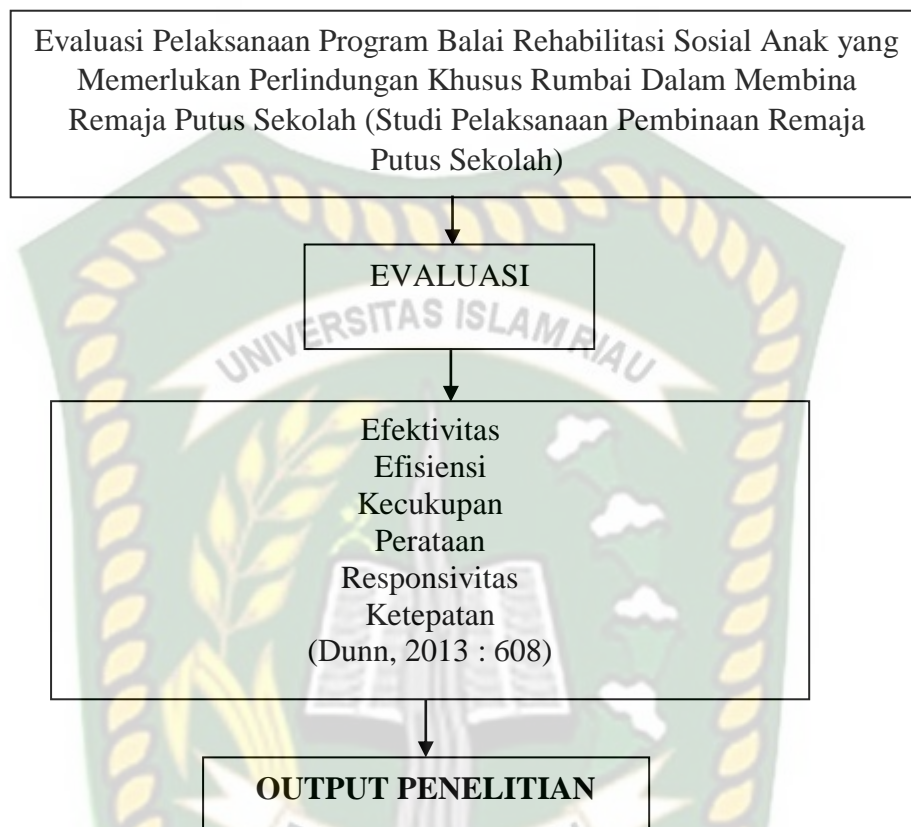 Evaluasi Pelaksanaan Program Balai Rehabilitasi Sosial Anak yang
Memerlukan Perlindungan Khusus Rumbai Dalam Membina
Remaja Putus Sekolah (Studi Pelaksanaan Pembinaan Remaja
Putus Sekolah)
EVALUASI
UNIVERSITAS ISLAM RIAU
Efektivitas
Efisiensi
Kecukupan
Perataan
Responsivitas
Ketepatan
(Dunn, 2013 : 608)
OUTPUT PENELITIAN